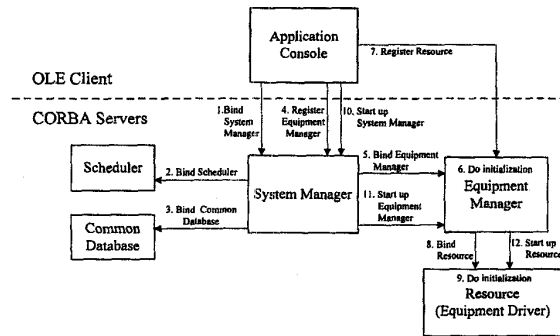 Application
Console
7. Register Resource
OLE Client
CORBA Servers
1.Bind
System
Manager
4. Register
Equipment
Manager
10. Start up
System Manager
Scheduler
2. Bind Scheduler
System Manager
5. Bind Equipment
Manager
6. Do initialization
Equipment
Manager
3. Bind Common
Database
Common
Database
11. Start up
Equipment
Manager
8. Bind
Resource
12. Start up
Resource
9. Do initialization
Resource
(Equipment Driver)